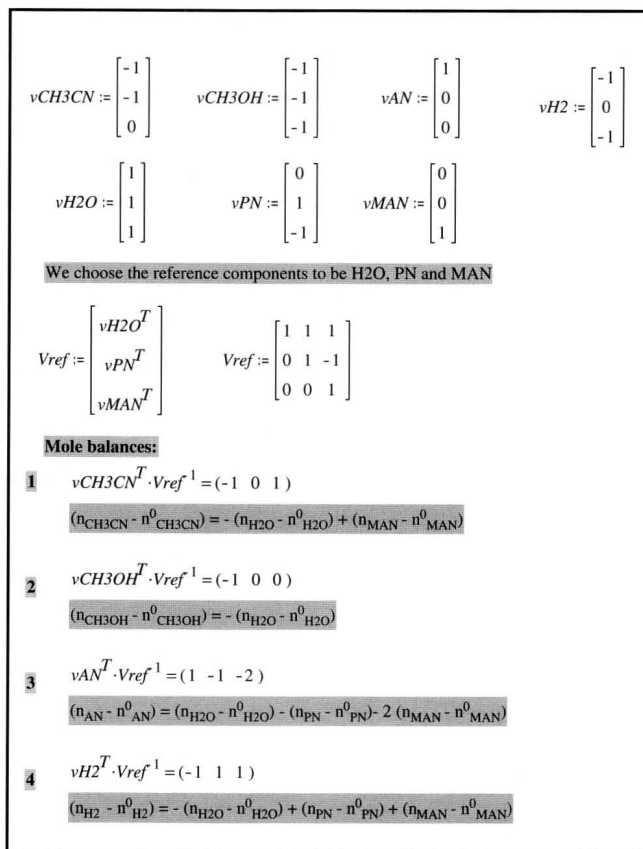 vCH3CN := [-1 -1 0] vCH3OH := [-1 -1 -1] vAN := [1 0 0] vH2 := [-1 0 -1]
vH2O := [1 1 1] vPN := [0 1 -1] vMAN := [0 0 1]
We choose the reference components to be H2O, PN and MAN
Vref := [vH2O^T vPN^T vMAN^T] Vref := [1 1 1 0 1 -1 0 0 1]
Mole balances:
1 vCH3CN^T·Vref^-1 = (-1 0 1)
(n_CH3CN - n^0_CH3CN) = - (n_H2O - n^0_H2O) + (n_MAN - n^0_MAN)
2 vCH3OH^T·Vref^-1 = (-1 0 0)
(n_CH3OH - n^0_CH3OH) = - (n_H2O - n^0_H2O)
3 vAN^T·Vref^-1 = (1 -1 -2)
(n_AN - n^0_AN) = (n_H2O - n^0_H2O) - (n_PN - n^0_PN)- 2 (n_MAN - n^0_MAN)
4 vH2^T·Vref^-1 = (-1 1 1)
(n_H2 - n^0_H2) = - (n_H2O - n^0_H2O) + (n_PN - n^0_PN) + (n_MAN - n^0_MAN)